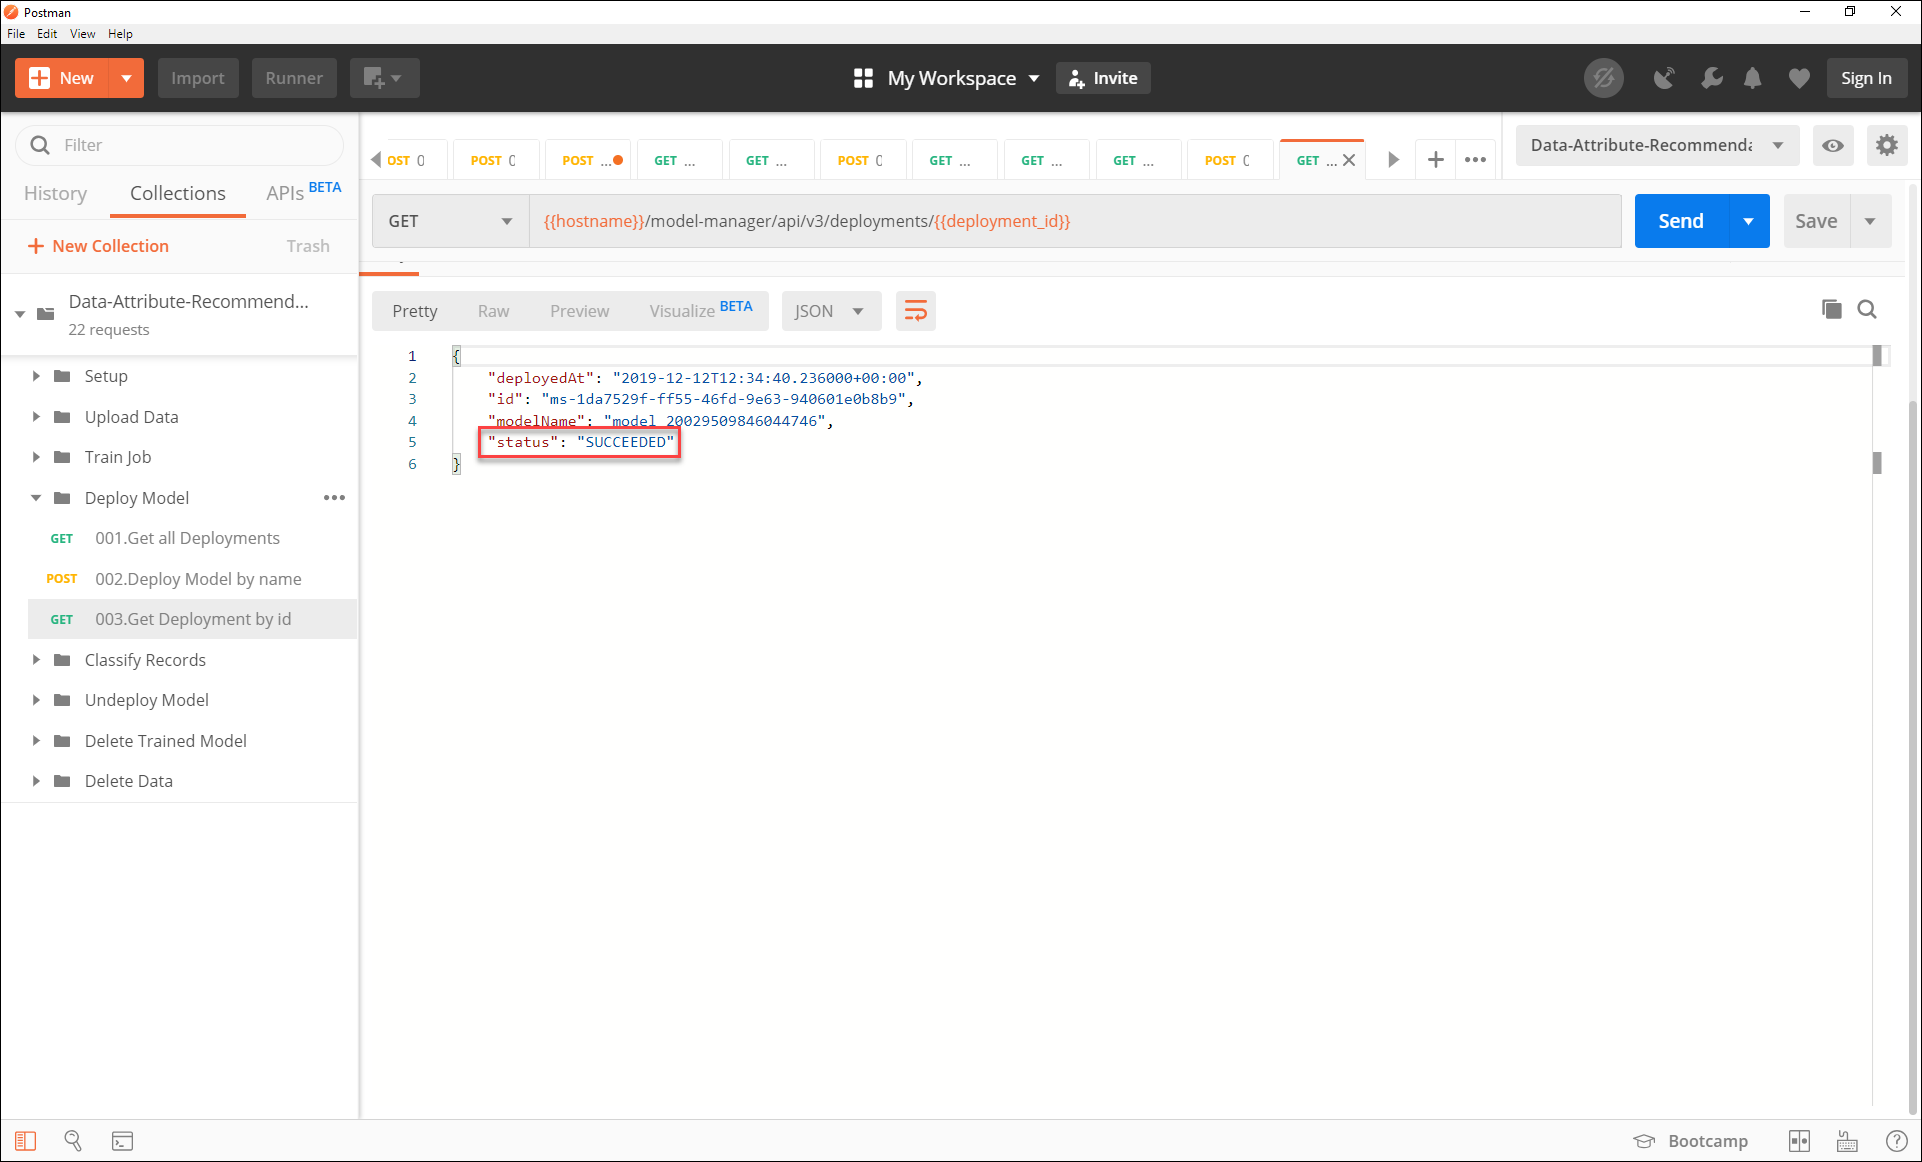 Postman
File Edit View Help
New Import Runner My Workspace Invite Sign In
Filter
History Collections APIs BETA
New Collection Trash
Data-Attribute-Recommend...
22 requests
Setup
Upload Data
Train Job
Deploy Model
GET 001.Get all Deployments
POST 002.Deploy Model by name
GET 003.Get Deployment by id
Classify Records
Undeploy Model
Delete Trained Model
Delete Data
OST 0 POST 0 POST ... GET ... GET ... POST 0 GET ... GET ... GET ... POST 0 GET ... Data-Attribute-Recommenda
GET {{hostname}}/model-manager/api/v3/deployments/{{deployment_id}} Send Save
Pretty Raw Preview Visualize BETA JSON
1 {
2 "deployedAt": "2019-12-12T12:34:40.236000+00:00",
3 "id": "ms-1da7529f-ff55-46fd-9e63-940601e0b8b9",
4 "modelName": "model_20029509846044746",
5 "status": "SUCCEEDED"
6 }
Bootcamp